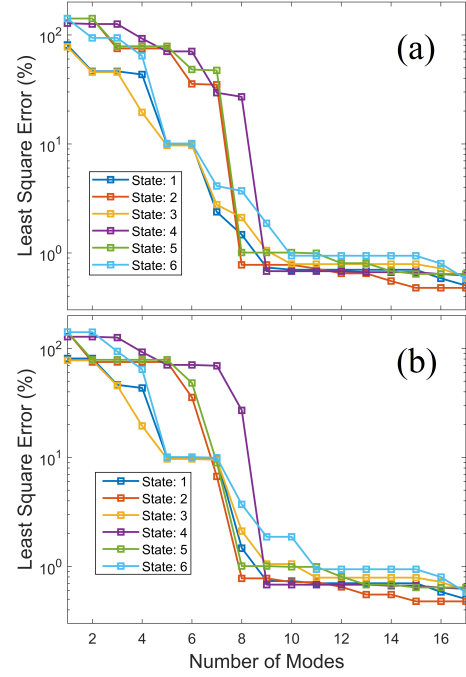 (a)
10²
10¹
10⁰
Least Square Error (%)
State: 1
State: 2
State: 3
State: 4
State: 5
State: 6
(b)
10²
10¹
10⁰
Least Square Error (%)
State: 1
State: 2
State: 3
State: 4
State: 5
State: 6
2 4 6 8 10 12 14 16
Number of Modes